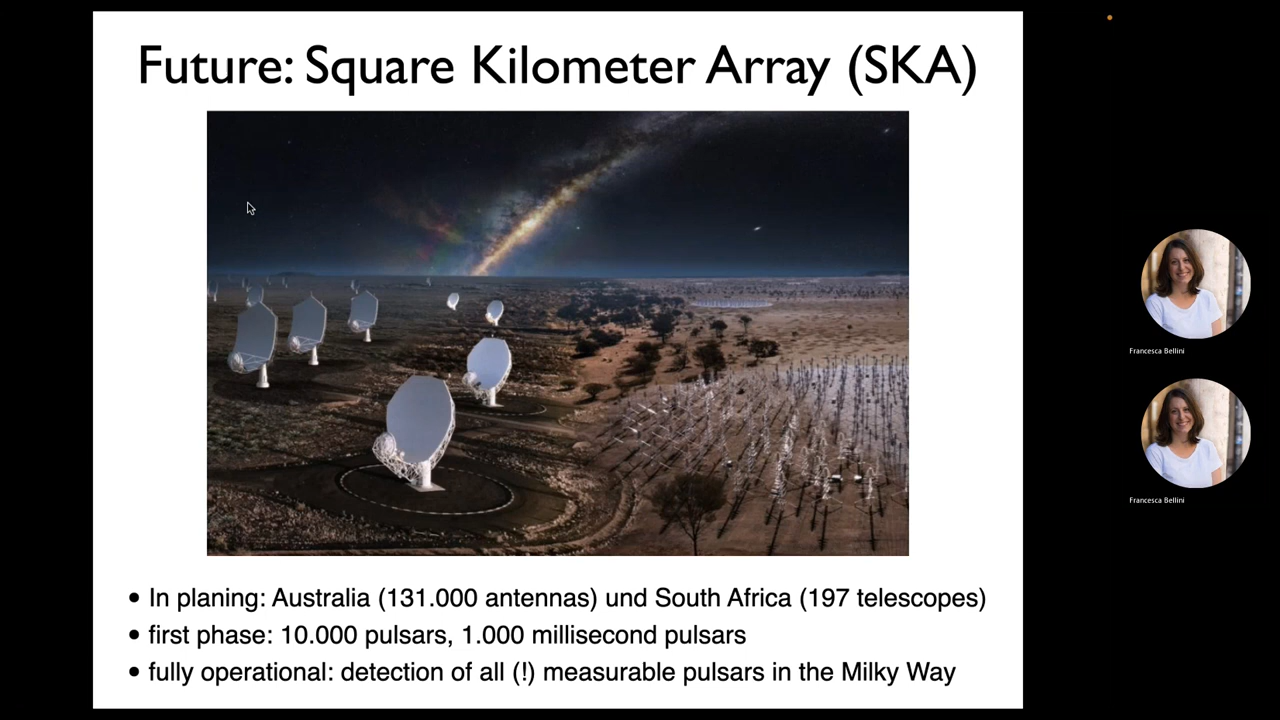 Future: Square Kilometer Array (SKA)
• In planing: Australia (131.000 antennas) und South Africa (197 telescopes)
• first phase: 10.000 pulsars, 1.000 millisecond pulsars
• fully operational: detection of all (!) measurable pulsars in the Milky Way
Francesca Bellini
Francesca Bellini